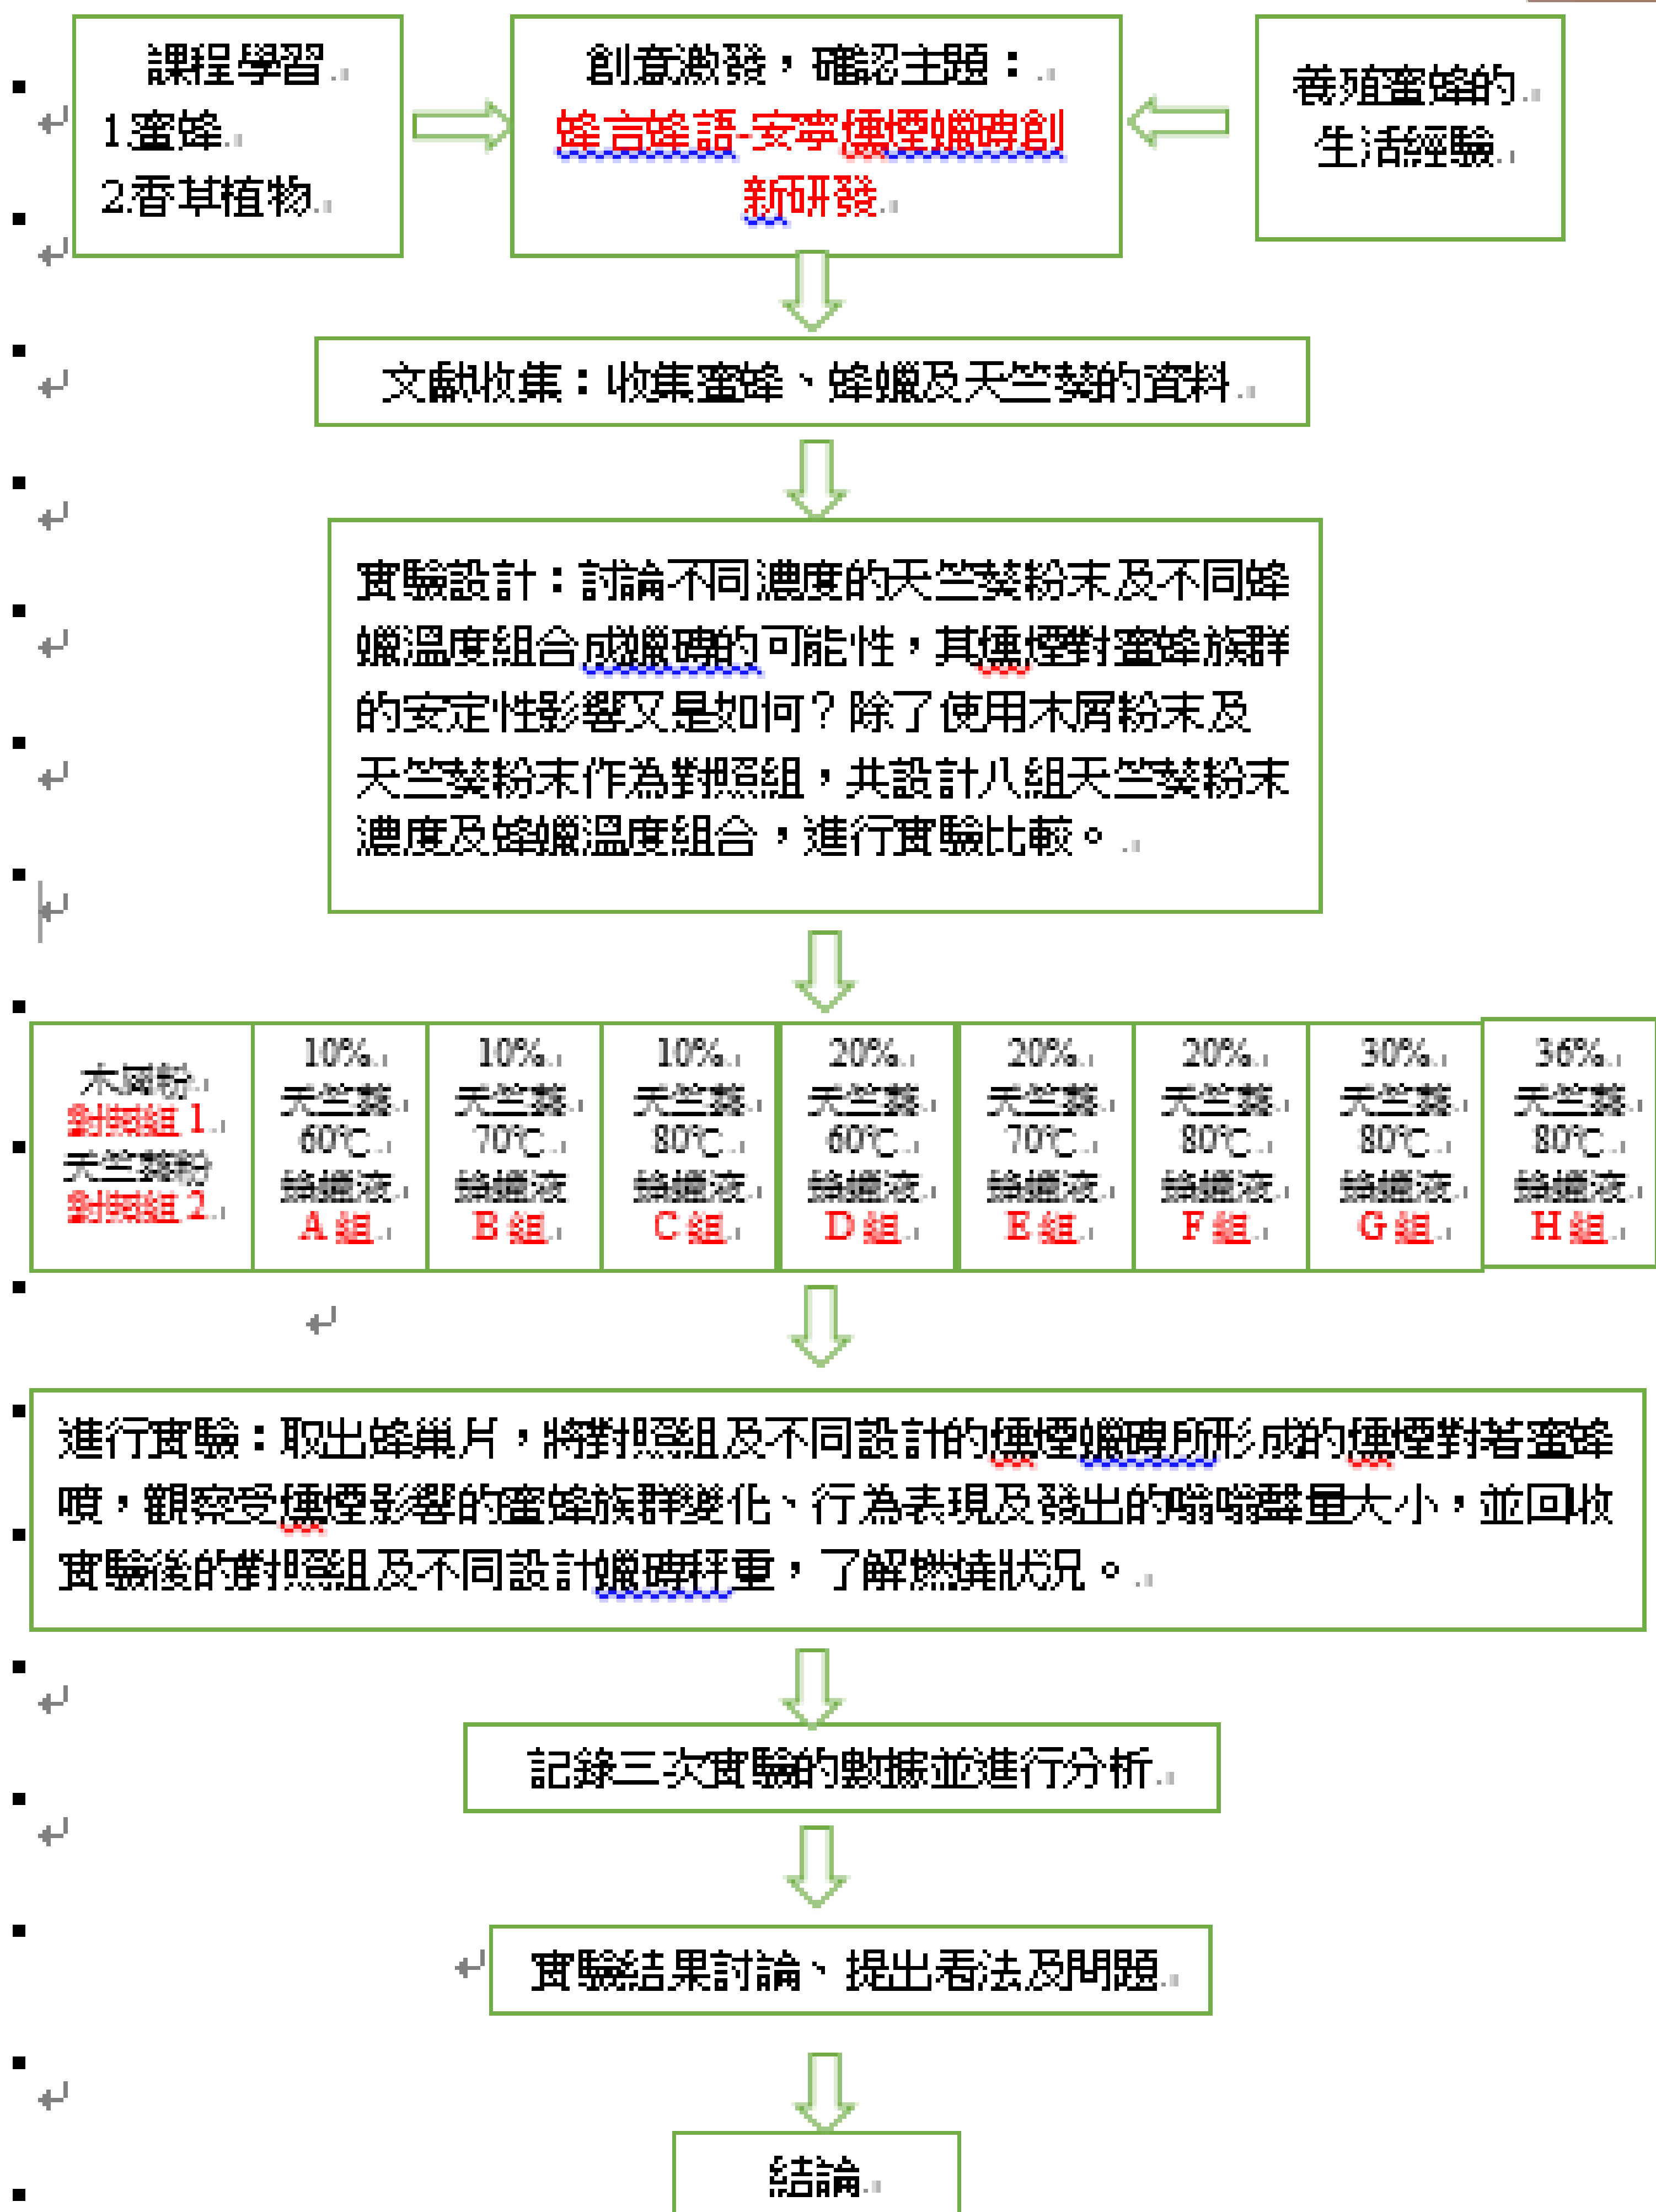 課程學習
1.蜜蜂
2.香草植物
創意激發，確認主題：
蜂言蜂語-安寧燻煙蠟磚創
新研發
養殖蜜蜂的
生活經驗
文獻收集：收集蜜蜂、蜂蠟及天竺葵的資料
實驗設計：討論不同濃度的天竺葵粉末及不同蜂
蠟溫度組合成蠟磚的可能性，其燻煙對蜜蜂族群
的安定性影響又是如何？除了使用木屑粉末及
天竺葵粉末作為對照組，共設計八組天竺葵粉末
濃度及蜂蠟溫度組合，進行實驗比較。
木屑粉
對照組 1
天竺葵粉
對照組 2
10%
天竺葵
60℃
蜂蠟液
A 組
10%
天竺葵
70℃
蜂蠟液
B 組
10%
天竺葵
80℃
蜂蠟液
C 組
20%
天竺葵
60℃
蜂蠟液
D 組
20%
天竺葵
70℃
蜂蠟液
E 組
20%
天竺葵
80℃
蜂蠟液
F 組
30%
天竺葵
80℃
蜂蠟液
G 組
36%
天竺葵
80℃
蜂蠟液
H 組
進行實驗：取出蜂巢片，將對照組及不同設計的燻煙蠟磚所形成的燻煙對著蜜蜂
噴，觀察受燻煙影響的蜜蜂族群變化、行為表現及發出的嗡嗡聲量大小，並回收
實驗後的對照組及不同設計蠟磚秤重，了解燃燒狀況。
記錄三次實驗的數據並進行分析
實驗結果討論、提出看法及問題
結論